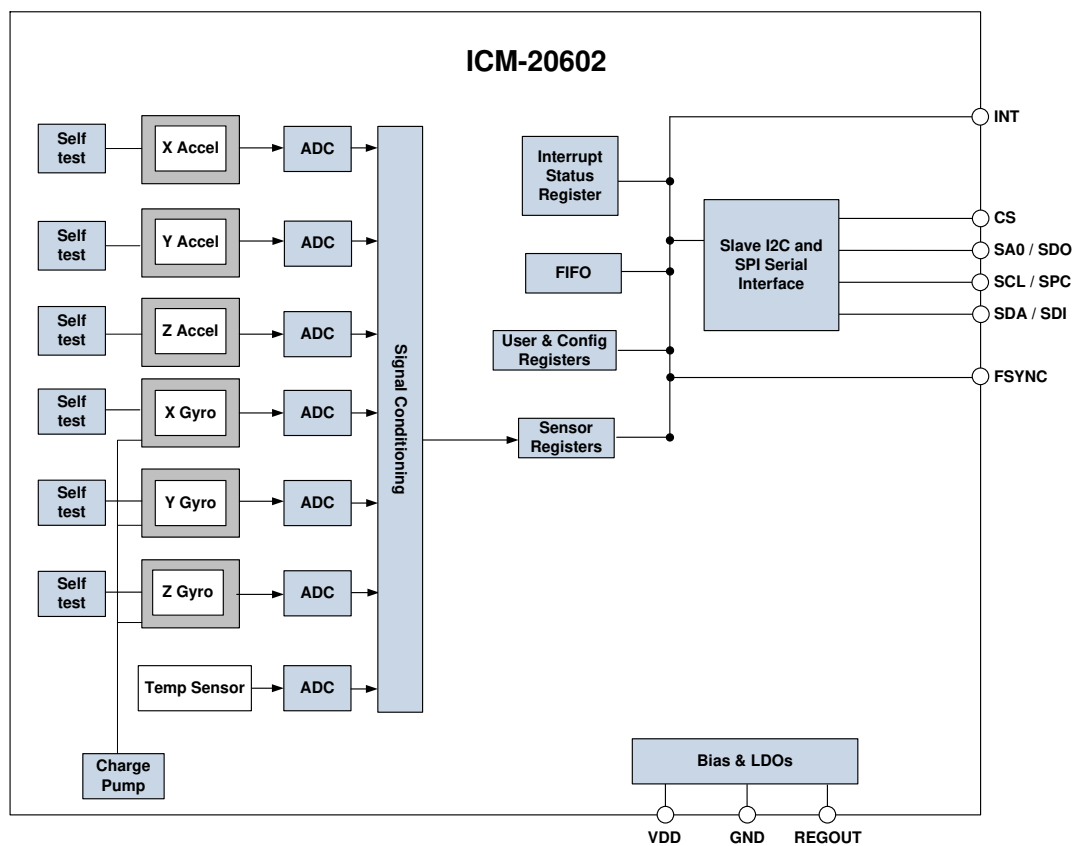 ICM-20602
Self
test
X Accel
ADC
Self
test
Y Accel
ADC
Self
test
Z Accel
ADC
Self
test
X Gyro
ADC
Self
test
Y Gyro
ADC
Self
test
Z Gyro
ADC
Temp Sensor
ADC
Charge
Pump
Signal Conditioning
Interrupt
Status
Register
FIFO
User & Config
Registers
Sensor
Registers
Slave I2C and
SPI Serial
Interface
INT
CS
SA0 / SDO
SCL / SPC
SDA / SDI
FSYNC
Bias & LDOs
VDD
GND
REGOUT